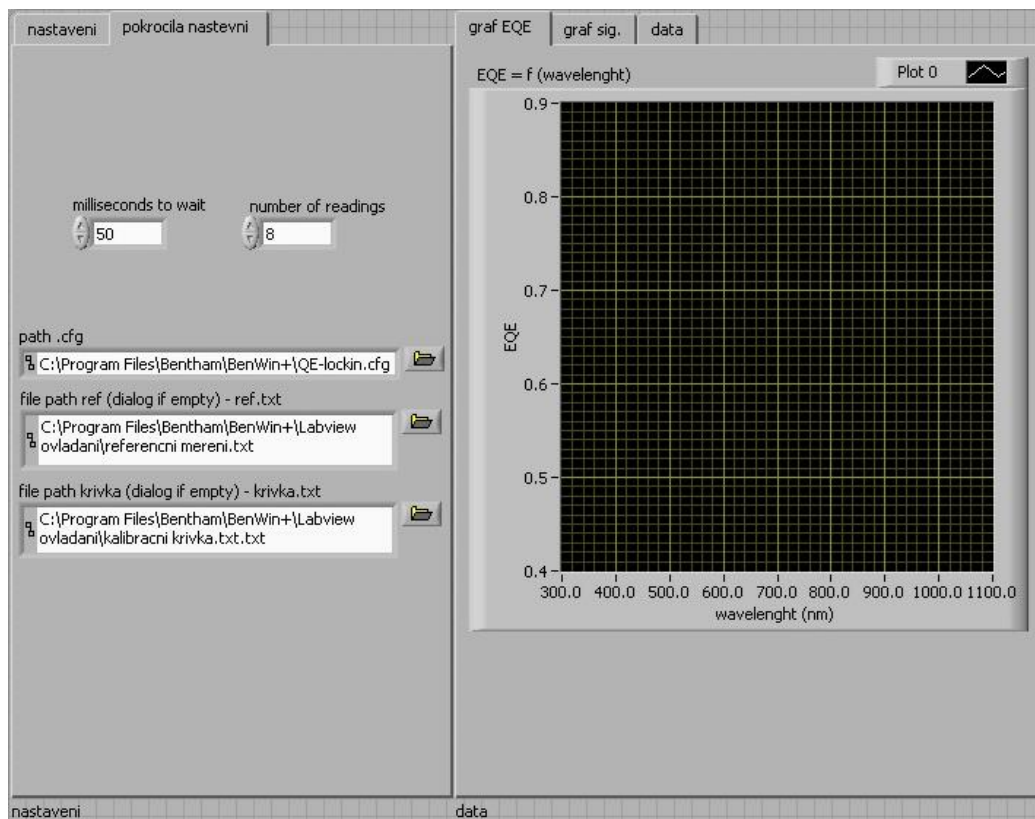 nastaveni
pokrocila nastevni
milliseconds to wait
number of readings
50
8
path .cfg
C:\Program Files\Bentham\BenWin+\QE-lockin.cfg
file path ref (dialog if empty) - ref.txt
C:\Program Files\Bentham\BenWin+\Labview
ovladani\referencni mereni.txt
file path krivka (dialog if empty) - krivka.txt
C:\Program Files\Bentham\BenWin+\Labview
ovladani\kalibracni krivka.txt.txt
nastaveni
graf EQE
graf sig.
data
EQE = f (wavelenght)
Plot 0
0.9
0.8
0.7
0.6
0.5
0.4
EQE
300.0 400.0 500.0 600.0 700.0 800.0 900.0 1000.0 1100.0
wavelenght (nm)
data